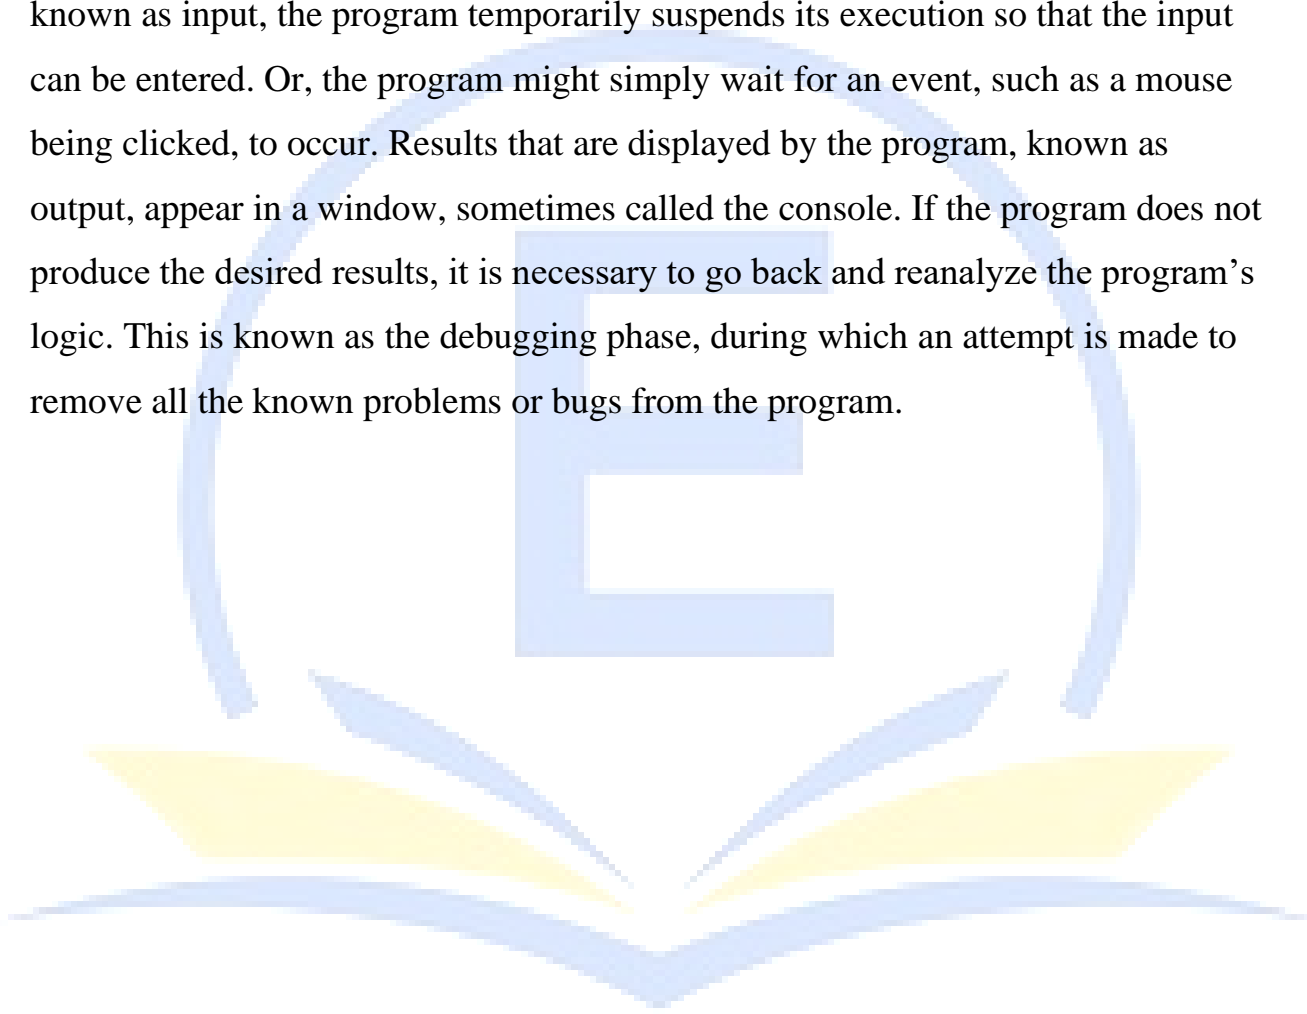 known as input, the program temporarily suspends its execution so that the input
can be entered. Or, the program might simply wait for an event, such as a mouse
being clicked, to occur. Results that are displayed by the program, known as
output, appear in a window, sometimes called the console. If the program does not
produce the desired results, it is necessary to go back and reanalyze the program’s
logic. This is known as the debugging phase, during which an attempt is made to
remove all the known problems or bugs from the program.
E